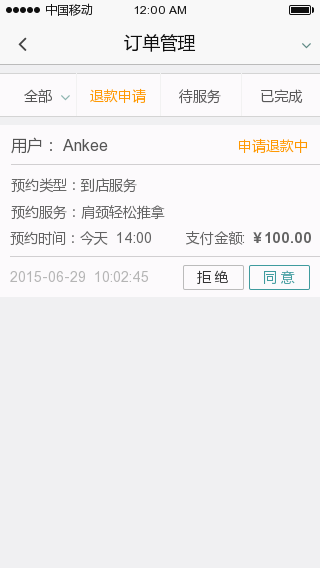 中国移动 12:00 AM
订单管理
全部 退款申请 待服务 已完成
用户： Ankee 申请退款中
预约类型：到店服务
预约服务：肩颈轻松推拿
预约时间：今天 14:00 支付金额: ¥100.00
2015-06-29 10:02:45 拒绝 同意